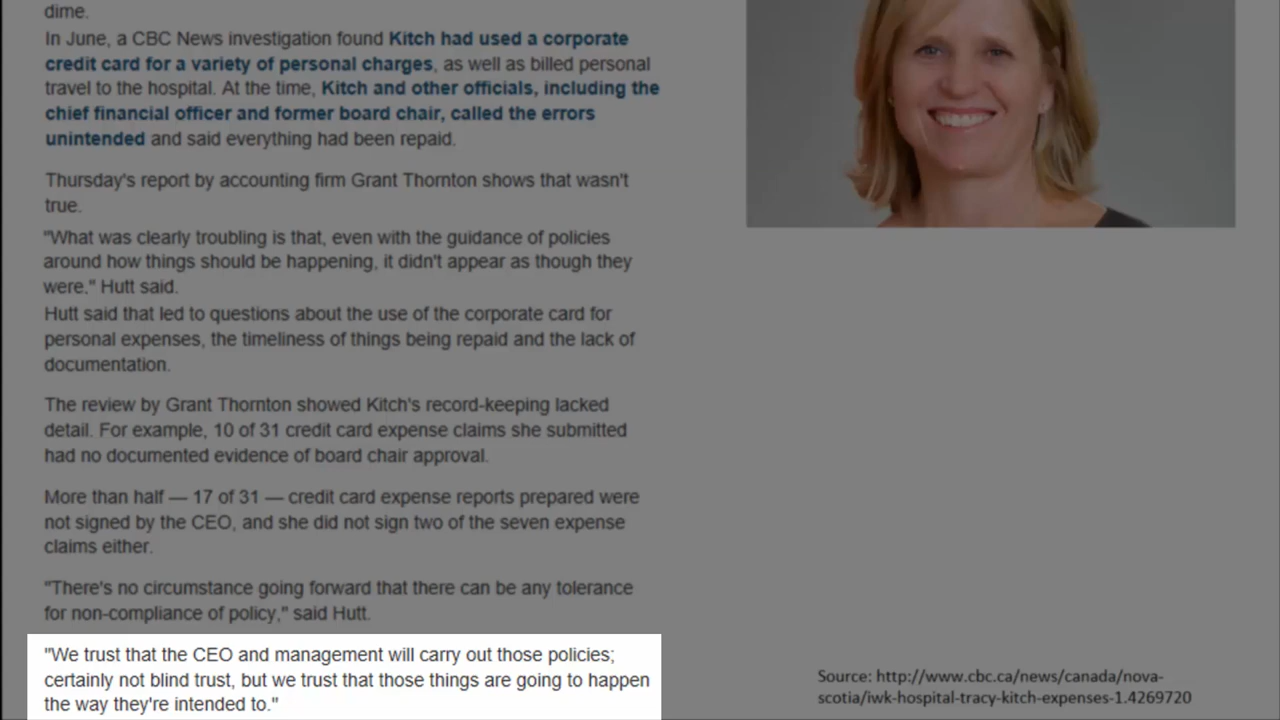 dime.
In June, a CBC News investigation found Kitch had used a corporate
credit card for a variety of personal charges, as well as billed personal
travel to the hospital. At the time, Kitch and other officials, including the
chief financial officer and former board chair, called the errors
unintended and said everything had been repaid.
Thursday's report by accounting firm Grant Thornton shows that wasn't
true.
"What was clearly troubling is that, even with the guidance of policies
around how things should be happening, it didn't appear as though they
were." Hutt said.
Hutt said that led to questions about the use of the corporate card for
personal expenses, the timeliness of things being repaid and the lack of
documentation.
The review by Grant Thornton showed Kitch's record-keeping lacked
detail. For example, 10 of 31 credit card expense claims she submitted
had no documented evidence of board chair approval.
More than half — 17 of 31 — credit card expense reports prepared were
not signed by the CEO, and she did not sign two of the seven expense
claims either.
"There's no circumstance going forward that there can be any tolerance
for non-compliance of policy," said Hutt.
"We trust that the CEO and management will carry out those policies;
certainly not blind trust, but we trust that those things are going to happen
the way they're intended to."
Source: http://www.cbc.ca/news/canada/nova-
scotia/iwk-hospital-tracy-kitch-expenses-1.4269720